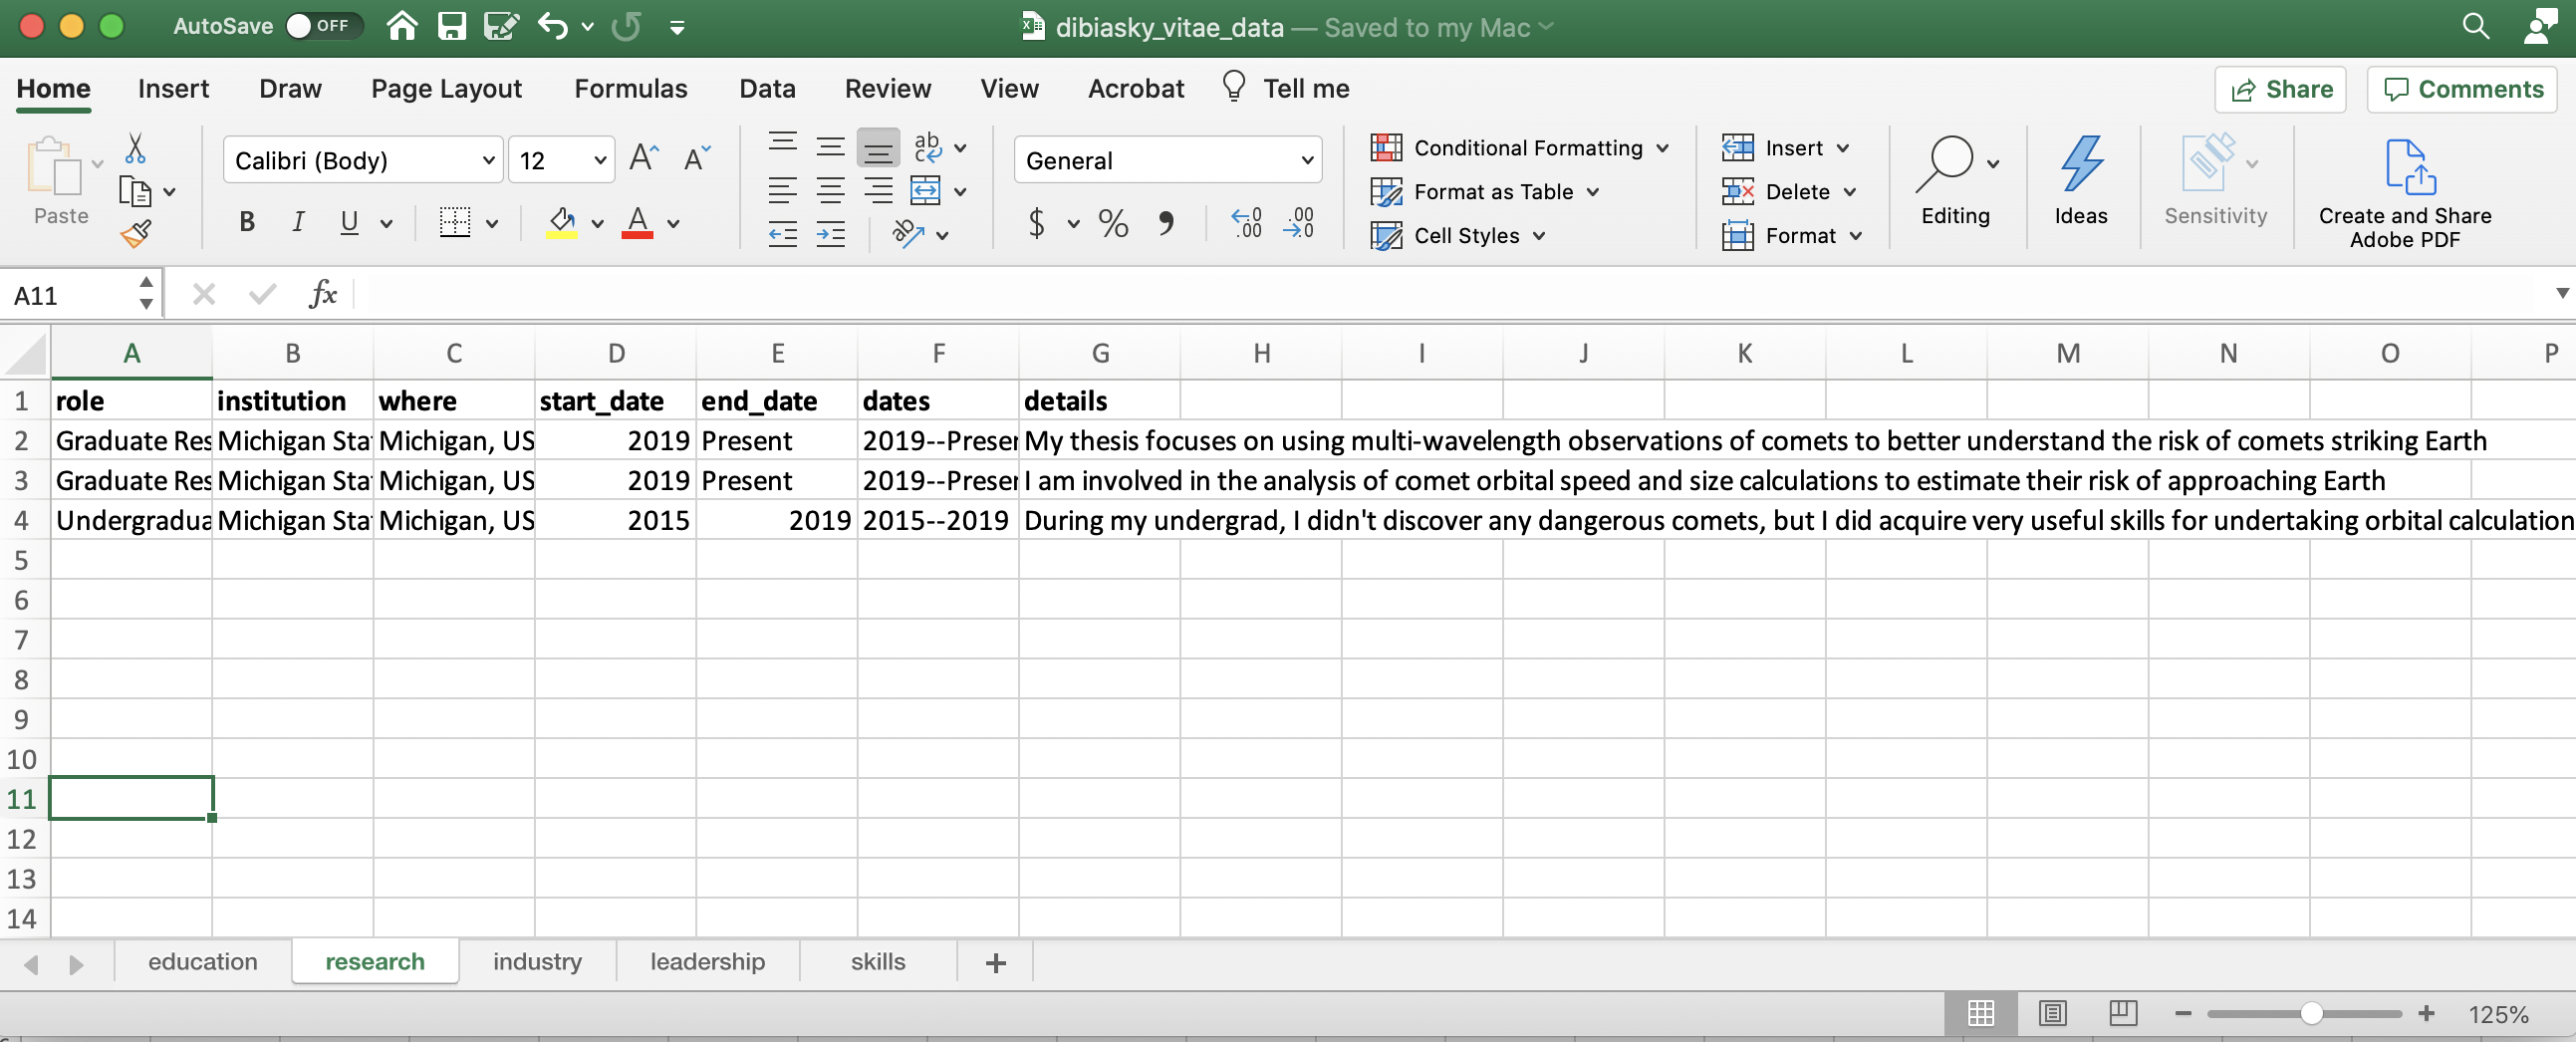 AutoSave OFF dibiasky_vitae_data — Saved to my Mac
Home Insert Draw Page Layout Formulas Data Review View Acrobat Tell me Share Comments
Paste Calibri (Body) 12 A A ab c General Conditional Formatting Insert
Format as Table Delete
B I U A $ % , .0 .00 .00 .0 Cell Styles Format
Editing Ideas Sensitivity Create and Share
Adobe PDF
A11 fx
A B C D E F G H I J K L M N O P
1 role institution where start_date end_date dates details
2 Graduate Res Michigan Sta Michigan, US 2019 Present 2019--Preser My thesis focuses on using multi-wavelength observations of comets to better understand the risk of comets striking Earth
3 Graduate Res Michigan Sta Michigan, US 2019 Present 2019--Preser I am involved in the analysis of comet orbital speed and size calculations to estimate their risk of approaching Earth
4 Undergradua Michigan Sta Michigan, US 2015 2019 2015--2019 During my undergrad, I didn't discover any dangerous comets, but I did acquire very useful skills for undertaking orbital calculation
5
6
7
8
9
10
11
12
13
14
education research industry leadership skills +
125%